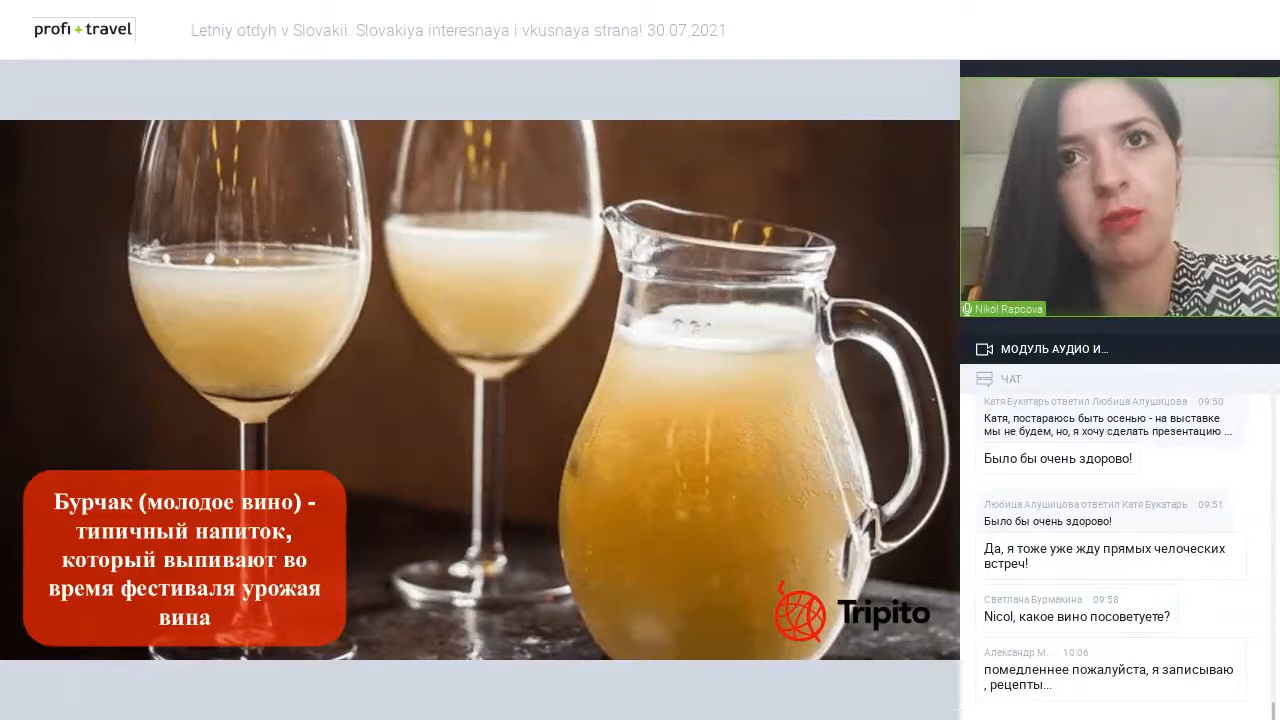 profi + travel
Letniy otdyh v Slovakii. Slovakiya interesnaya i vkusnaya strana! 30.07.2021
Бурчак (молодое вино) -
типичный напиток,
который выпивают во
время фестиваля урожая
вина
Tripito
Nikol Rapcova
МОДУЛЬ АУДИО И...
ЧАТ
Катя Букатарь ответил Любица Алушицова 09:50
Катя, постараюсь быть осенью - на выставке
мы не будем, но, я хочу сделать презентацию ...
Было бы очень здорово!
Любица Алушицова ответил Катя Букатарь 09:51
Было бы очень здорово!
Да, я тоже уже жду прямых челоческих
встреч!
Светлана Бурмакина 09:58
Nicol, какое вино посоветуете?
Александр М.. 10:06
помедленнее пожалуйста, я записываю
, рецепты...